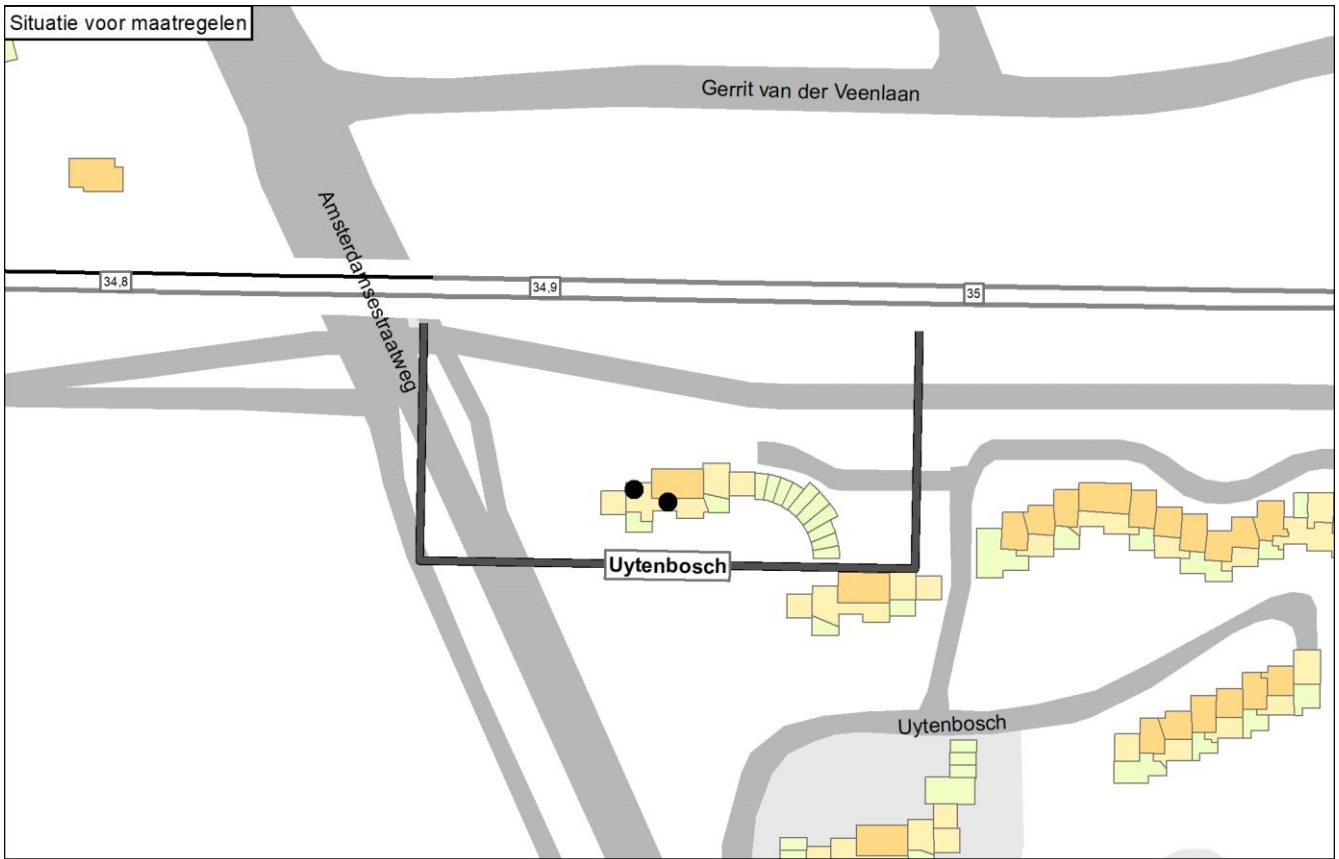 Situatie voor maatregelen
Gerrit van der Veenlaan
Amsterdamsestraatweg
34,8
34,9
35
Uytenbosch
Uytenbosch